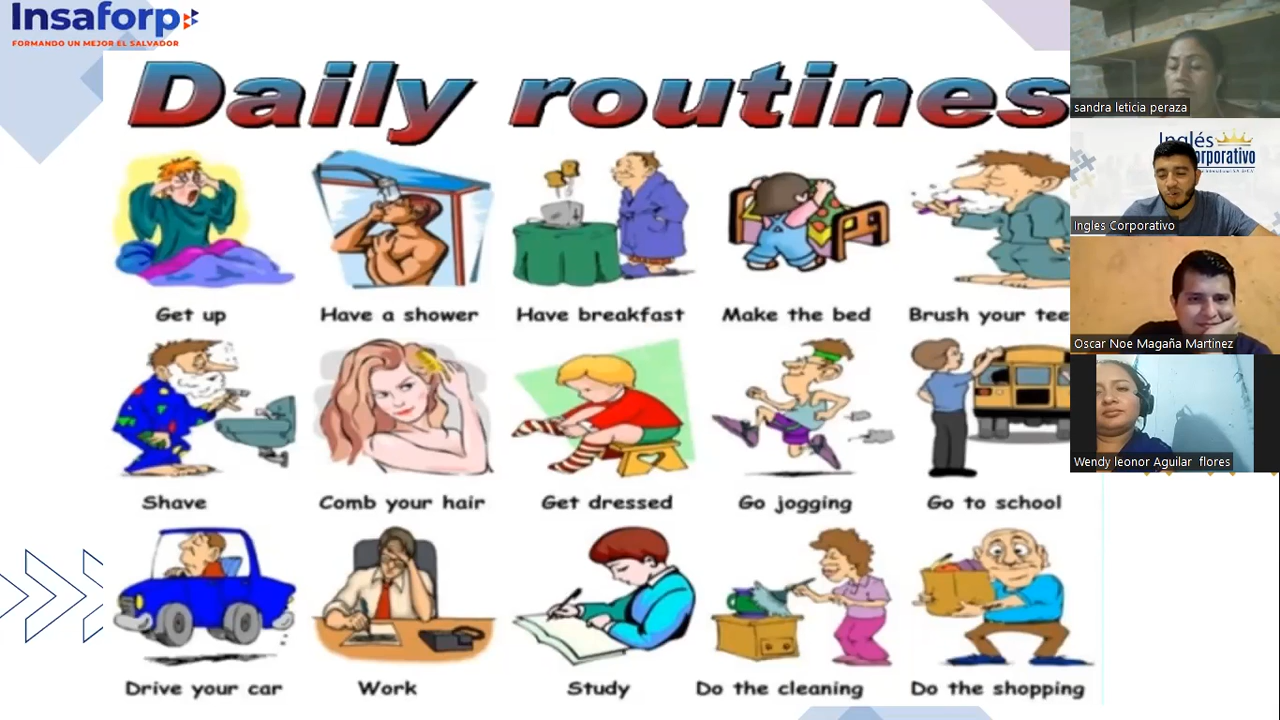 Insaforp
FORMANDO UN MEJOR EL SALVADOR
Daily routines
Get up
Have a shower
Have breakfast
Make the bed
Brush your tee
Shave
Comb your hair
Get dressed
Go jogging
Go to school
Drive your car
Work
Study
Do the cleaning
Do the shopping
sandra leticia peraza
Inglés
orporativo
Ingles Corporativo
Oscar Noe Magaña Martinez
Wendy leonor Aguilar flores